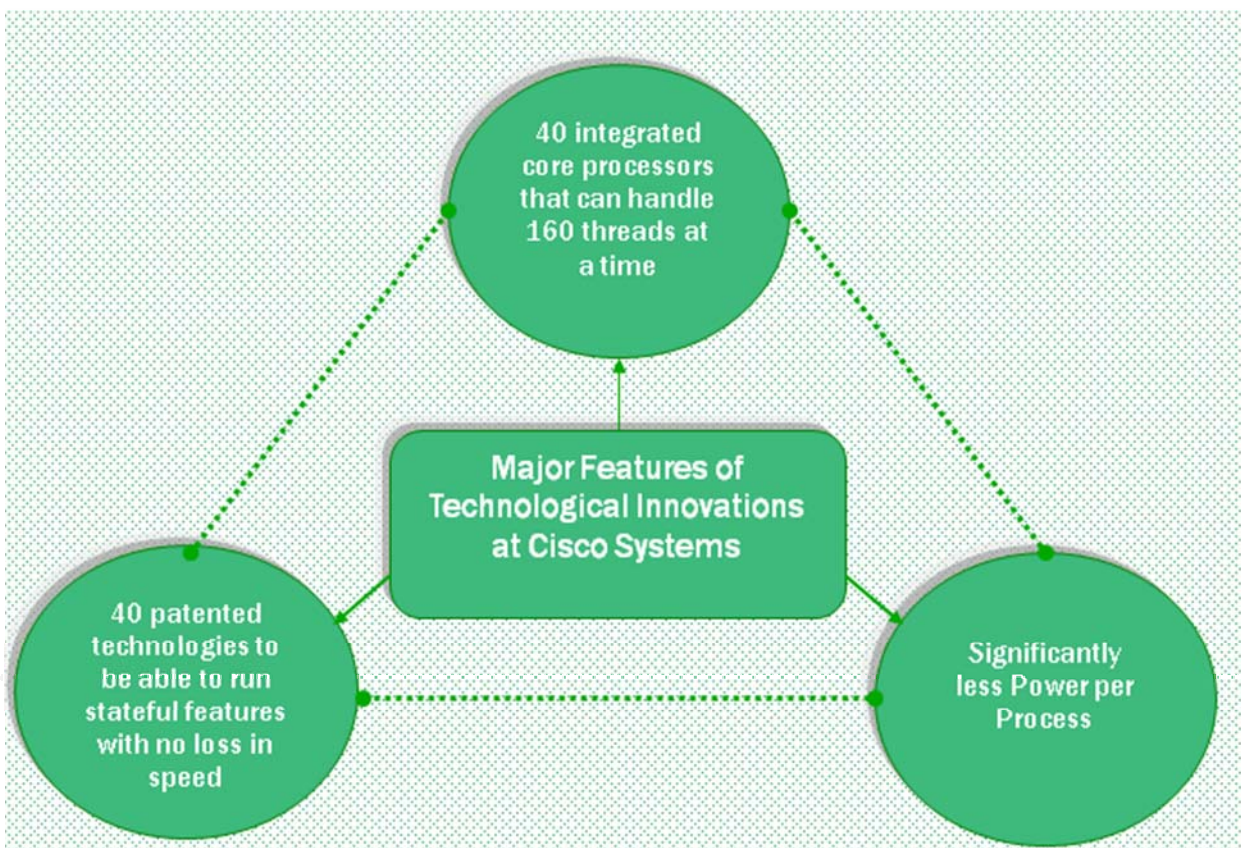 40 integrated
core processors
that can handle
160 threads at
a time
Major Features of
Technological Innovations
at Cisco Systems
40 patented
technologies to
be able to run
stateful features
with no loss in
speed
Significantly
less Power per
Process